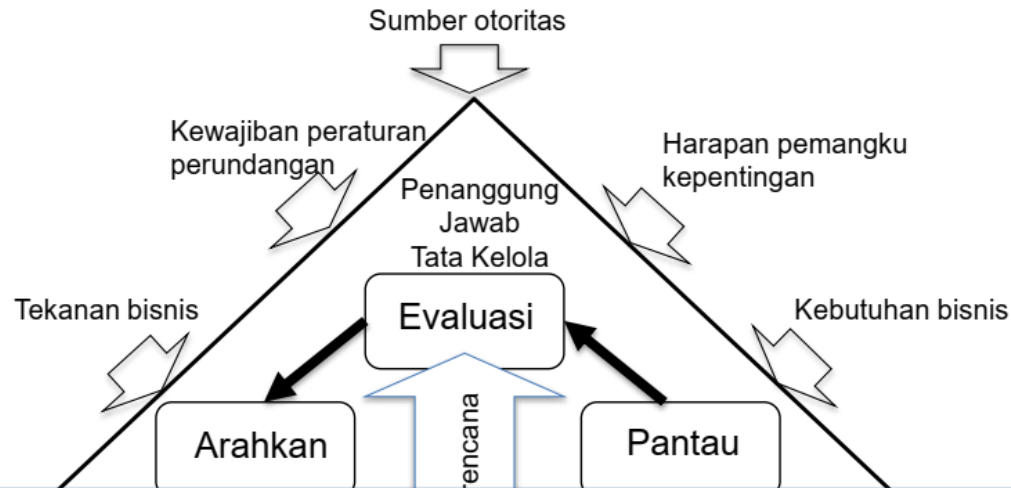 Sumber otoritas
Kewajiban peraturan
perundangan
Harapan pemangku
kepentingan
Penanggung
Jawab
Tata Kelola
Tekanan bisnis
Evaluasi
Kebutuhan bisnis
Arahkan
rencana
Pantau